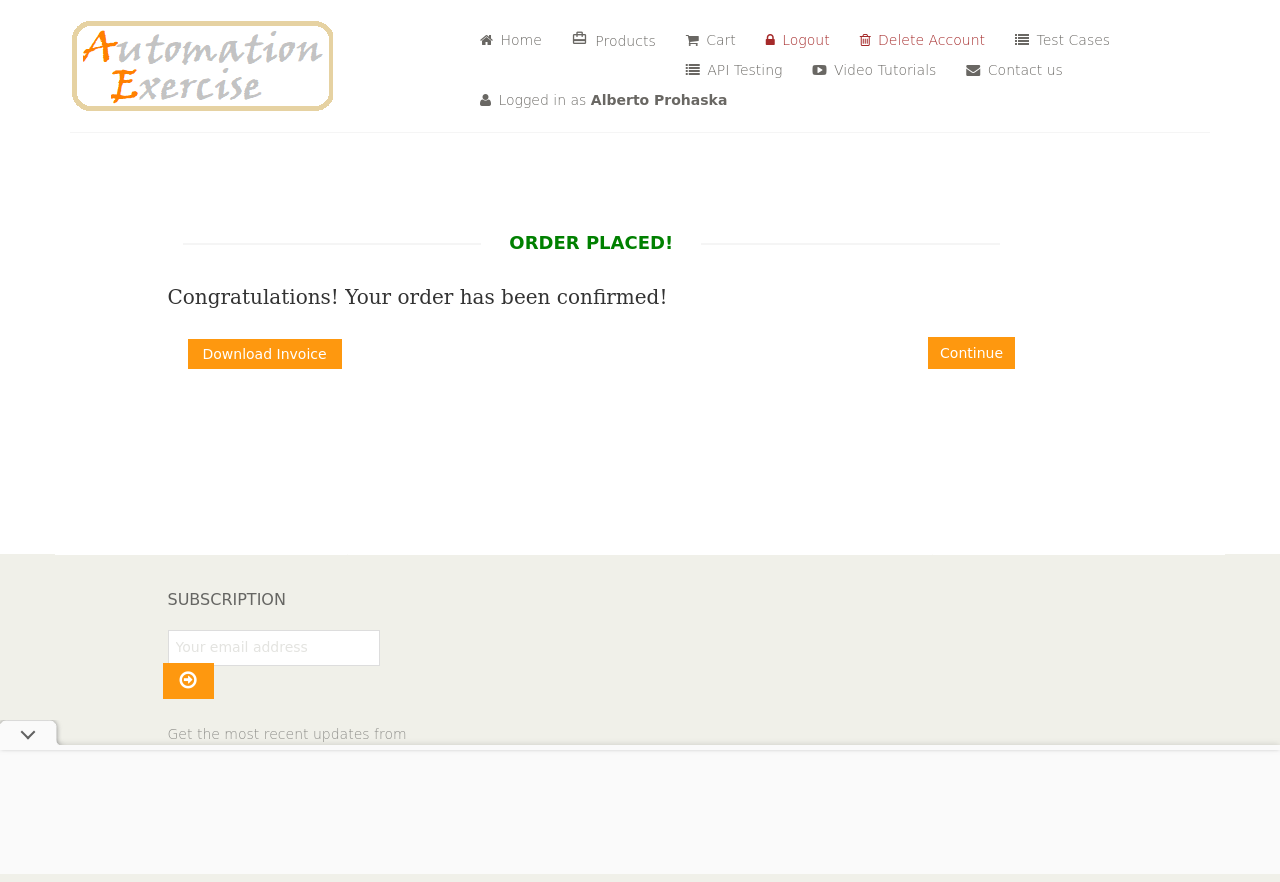 Automation
Exercise
Home
Products
Cart
Logout
Delete Account
Test Cases
API Testing
Video Tutorials
Contact us
Logged in as Alberto Prohaska
ORDER PLACED!
Congratulations! Your order has been confirmed!
Download Invoice
Continue
SUBSCRIPTION
Your email address
Get the most recent updates from